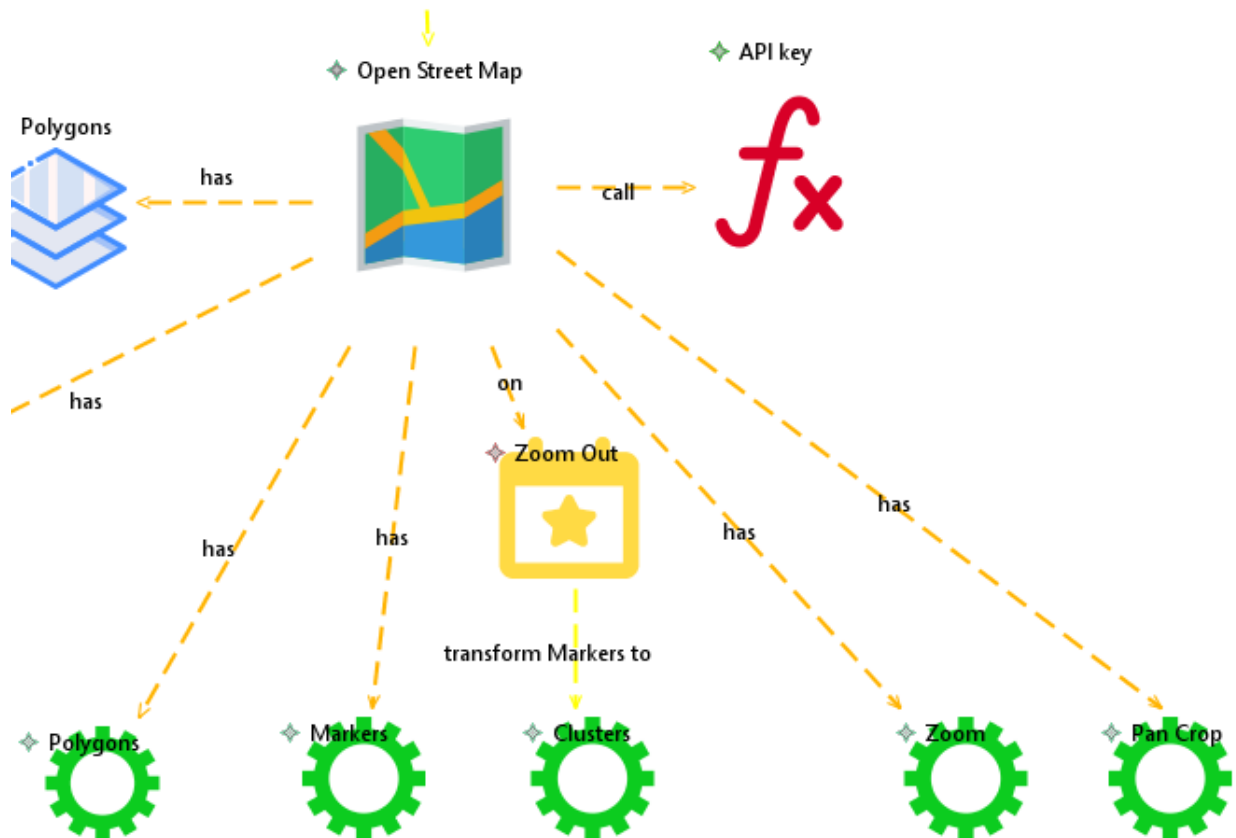 Open Street Map
API key
Polygons
has
call
has
on
Zoom Out
has
has
has
has
transform Markers to
Polygons
Markers
Clusters
Zoom
Pan Crop